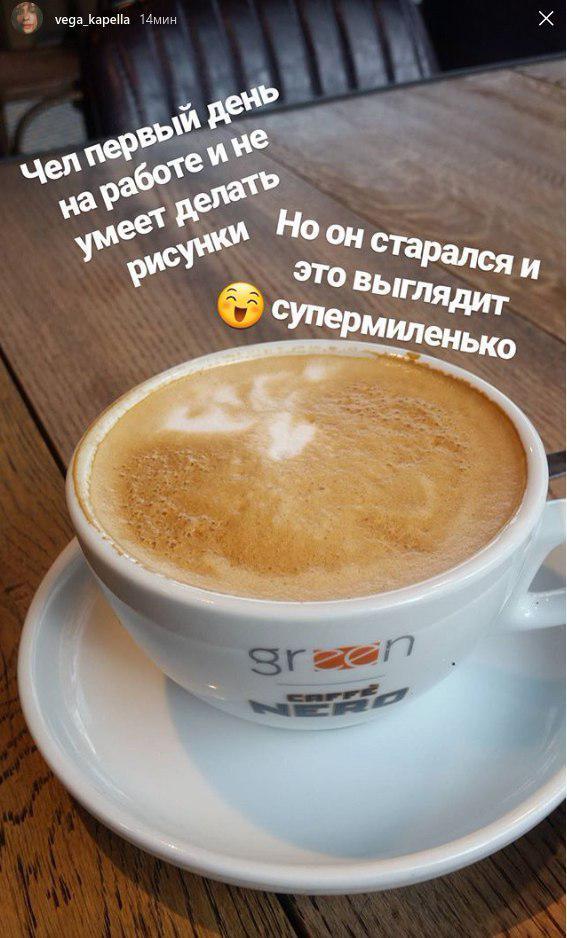 vega_kapella 14мин
Чел первый день
на работе и не
умеет делать
рисунки
Но он старался и
это выглядит
супермиленько
green
CAFFÈ
NERO